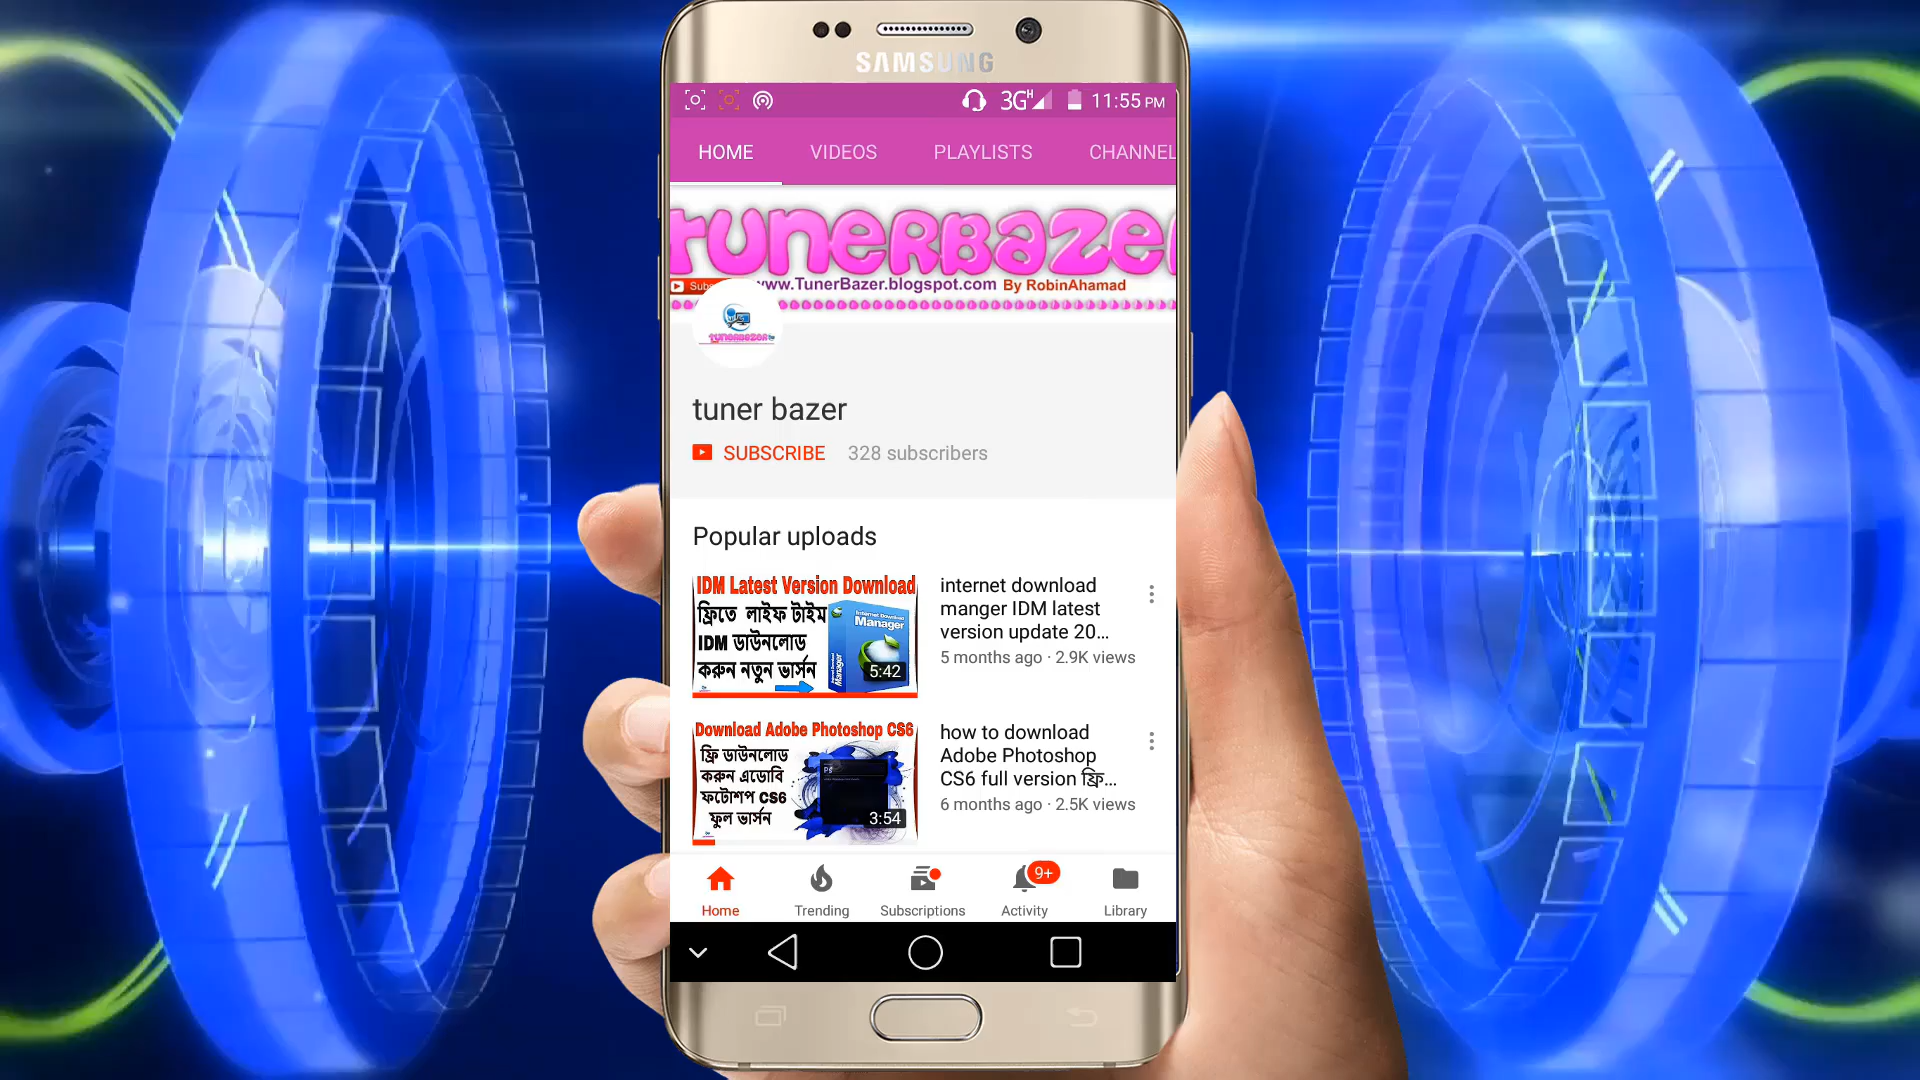 SAMSUNG
3G H 11:55 PM
HOME VIDEOS PLAYLISTS CHANNEL
TUNERBAZER
www.TunerBazer.blogspot.com By RobinAhamad
TUNERBAZER
tuner bazer
SUBSCRIBE 328 subscribers
Popular uploads
IDM Latest Version Download
ফ্রিতে লাইফ টাইম
IDM ডাউনলোড
করুন নতুন ভার্সন
Internet Download
Manager
Manager
5:42
internet download
manger IDM latest
version update 20...
5 months ago · 2.9K views
Download Adobe Photoshop CS6
ফ্রি ডাউনলোড
করুন এডোবি
ফটোশপ CS6
ফুল ভার্সন
3:54
how to download
Adobe Photoshop
CS6 full version ফ্রি...
6 months ago · 2.5K views
9+
Home Trending Subscriptions Activity Library